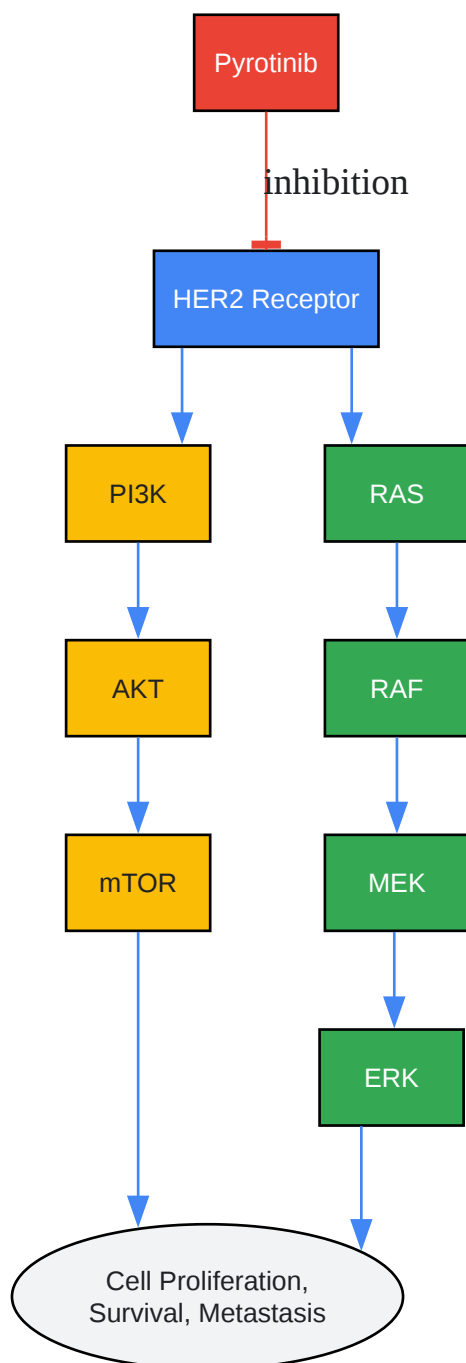 Pyrotinib
inhibition
HER2 Receptor
PI3K
RAS
AKT
RAF
mTOR
MEK
ERK
Cell Proliferation,
Survival, Metastasis